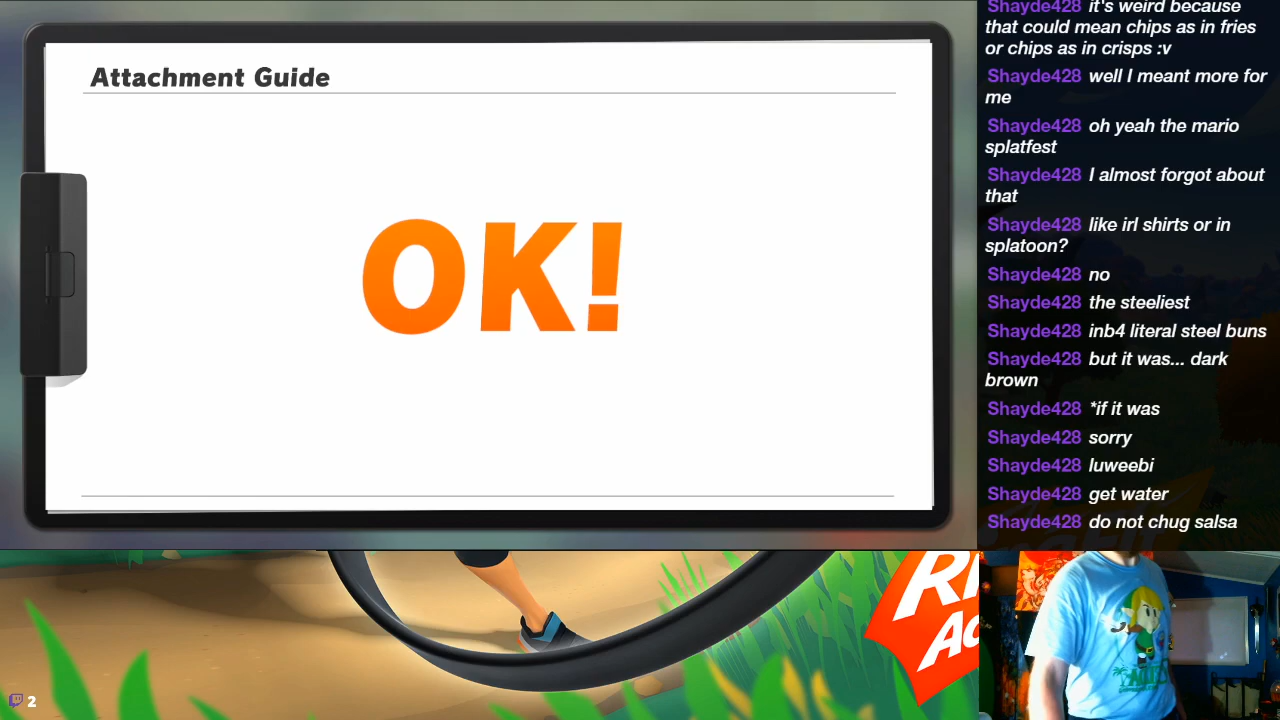 Attachment Guide
OK!
Shayde428 it's weird because
that could mean chips as in fries
or chips as in crisps :v
Shayde428 well I meant more for
me
Shayde428 oh yeah the mario
splatfest
Shayde428 I almost forgot about
that
Shayde428 like irl shirts or in
splatoon?
Shayde428 no
Shayde428 the steeliest
Shayde428 inb4 literal steel buns
Shayde428 but it was... dark
brown
Shayde428 *if it was
Shayde428 sorry
Shayde428 luweebi
Shayde428 get water
Shayde428 do not chug salsa
2